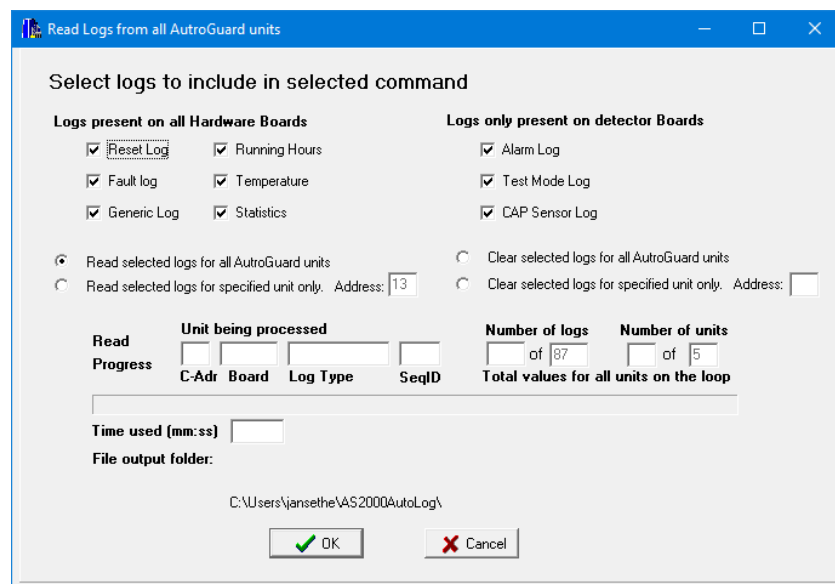 Read Logs from all AutroGuard units
Select logs to include in selected command
Logs present on all Hardware Boards
Logs only present on detector Boards
Reset Log
Running Hours
Alarm Log
Fault log
Temperature
Test Mode Log
Generic Log
Statistics
CAP Sensor Log
Read selected logs for all AutroGuard units
Clear selected logs for all AutroGuard units
Read selected logs for specified unit only. Address: 13
Clear selected logs for specified unit only. Address:
Unit being processed
Number of logs
Number of units
Read
Progress
of 87
of 5
C-Adr Board Log Type SeqID
Total values for all units on the loop
Time used (mm:ss)
File output folder:
C:\Users\jansethe\AS2000AutoLog\
OK
Cancel